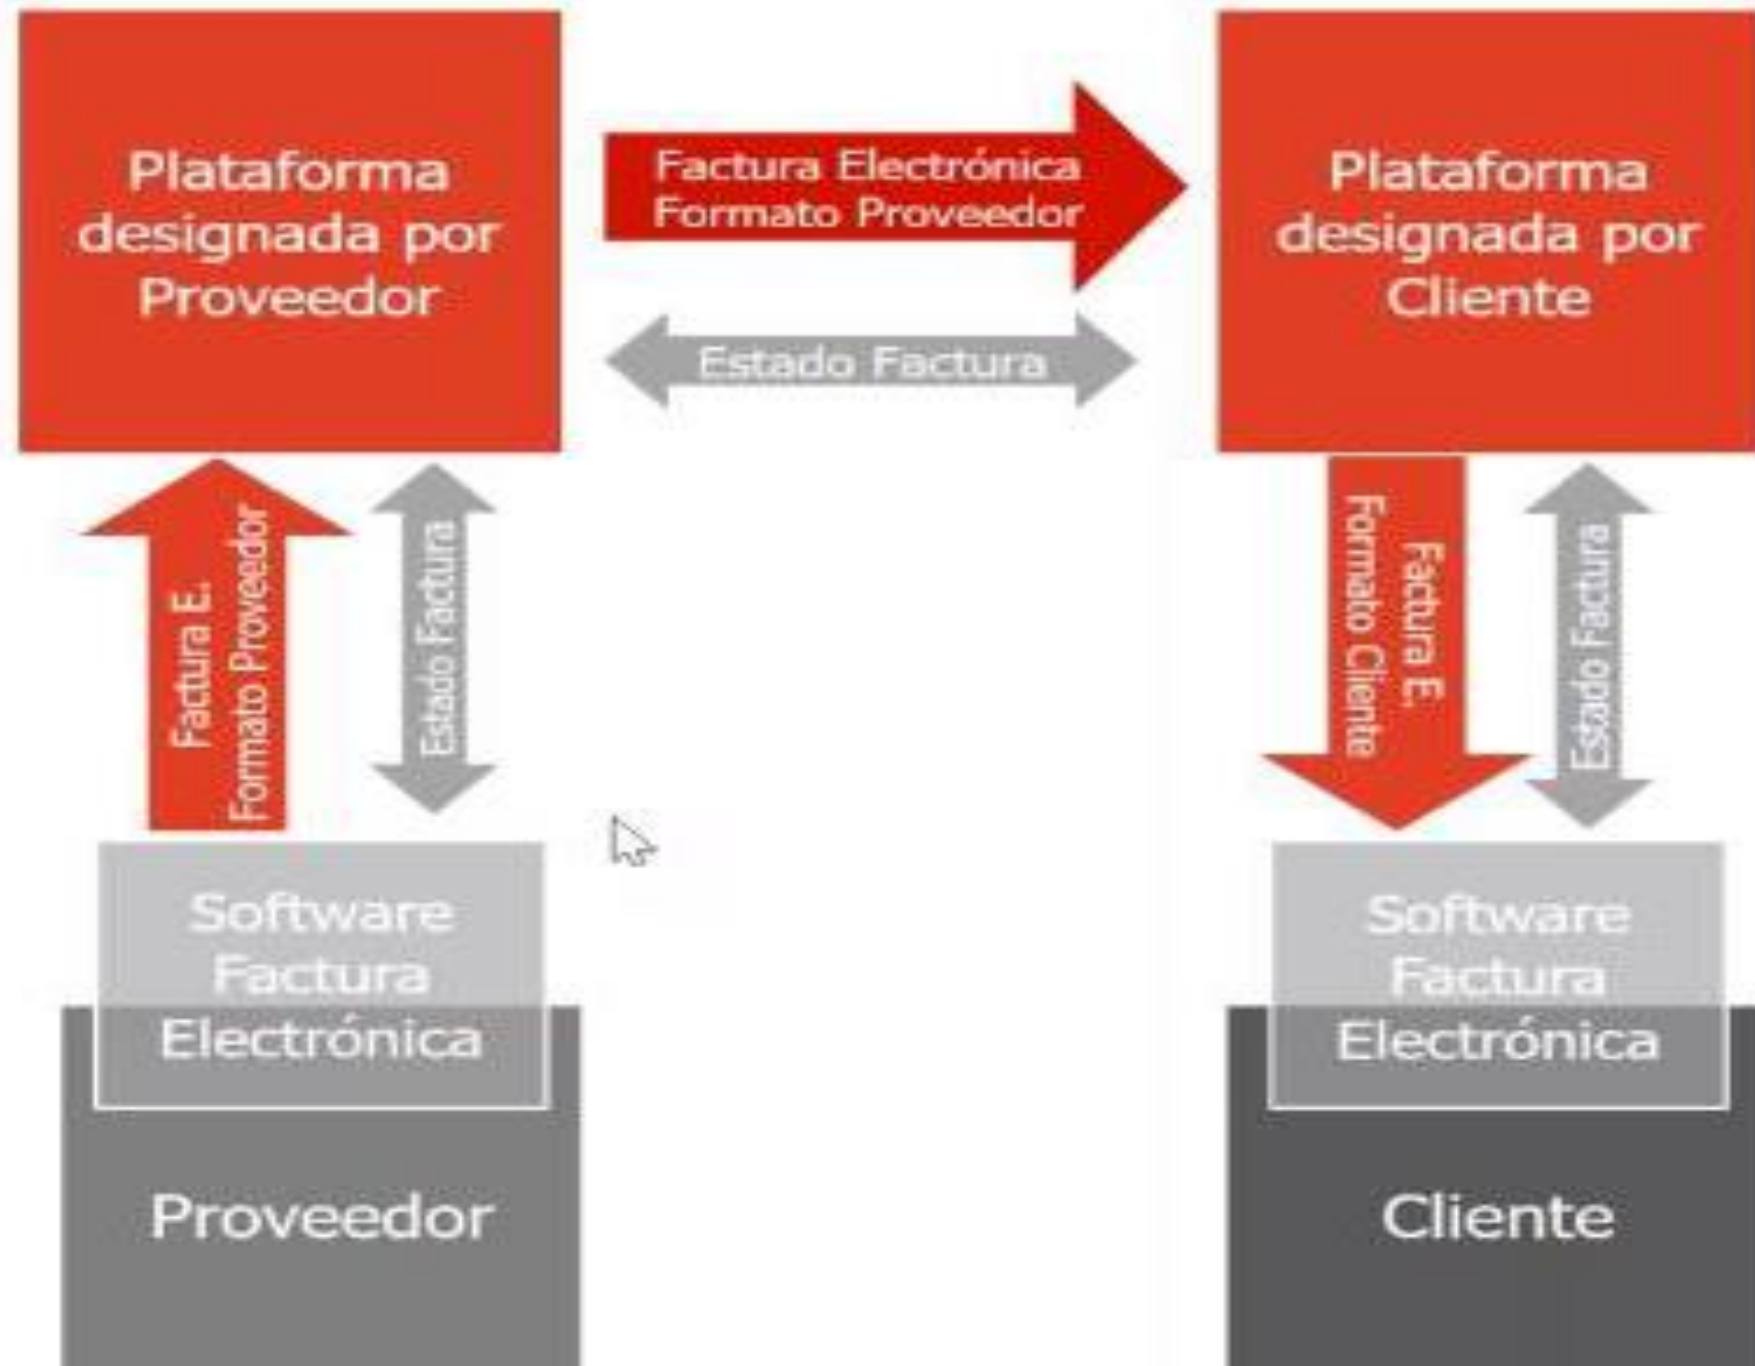 Plataforma
designada por
Proveedor
Factura Electrónica
Formato Proveedor
Plataforma
designada por
Cliente
Estado Factura
Factura E.
Formato Proveedor
Estado Factura
Factura E.
Formato Cliente
Estado Factura
Software
Factura
Electrónica
Proveedor
Software
Factura
Electrónica
Cliente